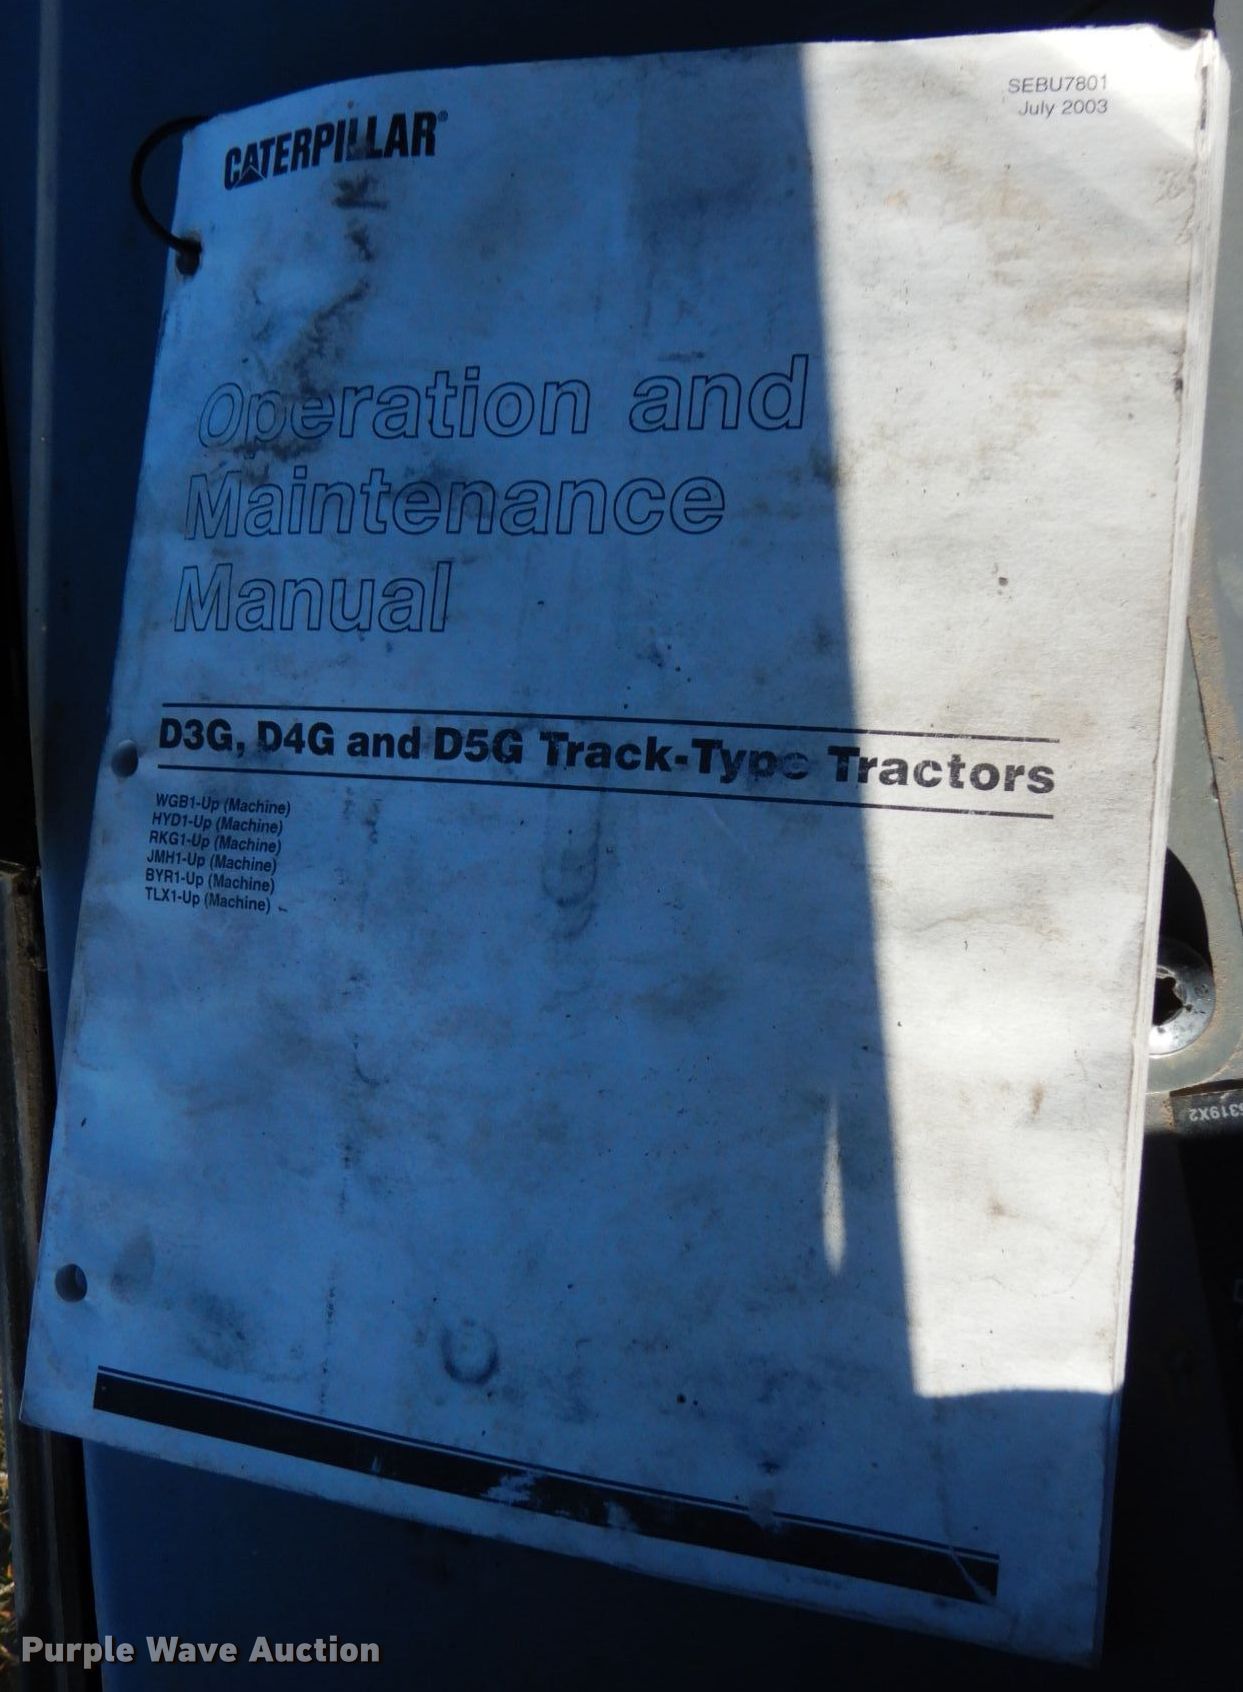 SEBU7801
July 2003
CATERPILLAR®
Operation and
Maintenance
Manual
D3G, D4G and D5G Track-Type Tractors
WGB1-Up (Machine)
HYD1-Up (Machine)
RKG1-Up (Machine)
JMH1-Up (Machine)
BYR1-Up (Machine)
TLX1-Up (Machine)
Purple Wave Auction